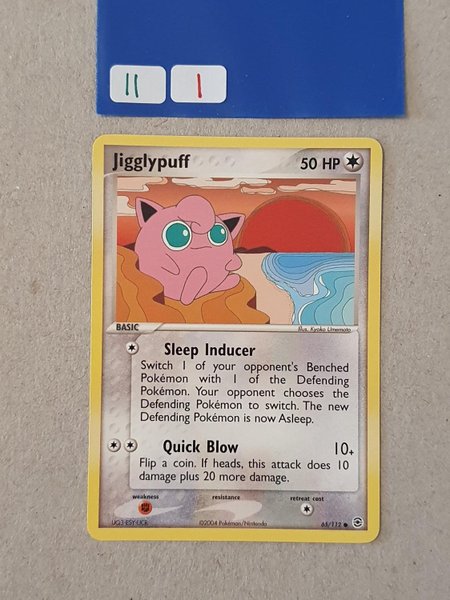 11 1
Jigglypuff 50 HP
BASIC Illus. Kyoko Umemoto
Sleep Inducer
Switch 1 of your opponent's Benched
Pokémon with 1 of the Defending
Pokémon. Your opponent chooses the
Defending Pokémon to switch. The new
Defending Pokémon is now Asleep.
Quick Blow 10+
Flip a coin. If heads, this attack does 10
damage plus 20 more damage.
weakness resistance retreat cost
©2004 Pokémon/Nintendo 65/112